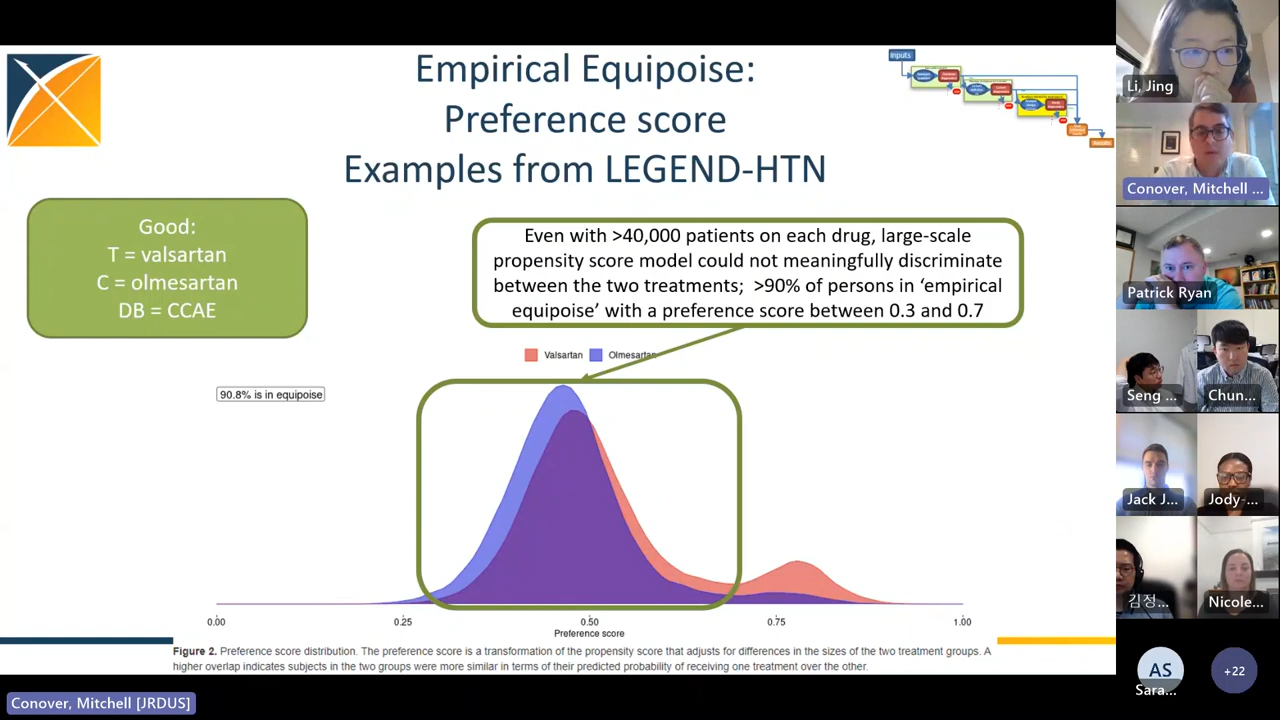 Empirical Equipoise:
Preference score
Examples from LEGEND-HTN
Inputs
Results
Good:
T = valsartan
C = olmesartan
DB = CCAE
Even with >40,000 patients on each drug, large-scale
propensity score model could not meaningfully discriminate
between the two treatments;  >90% of persons in ‘empirical
equipoise’ with a preference score between 0.3 and 0.7
Valsartan Olmesartan
90.8% is in equipoise
0.00 0.25 0.50 0.75 1.00
Preference score
Figure 2. Preference score distribution. The preference score is a transformation of the propensity score that adjusts for differences in the sizes of the two treatment groups. A
higher overlap indicates subjects in the two groups were more similar in terms of their predicted probability of receiving one treatment over the other.
Li, Jing
Conover, Mitchell ...
Patrick Ryan
Seng ... Chun...
Jack J... Jody-...
김정... Nicole...
AS +22
Sara...
Conover, Mitchell [JRDUS]